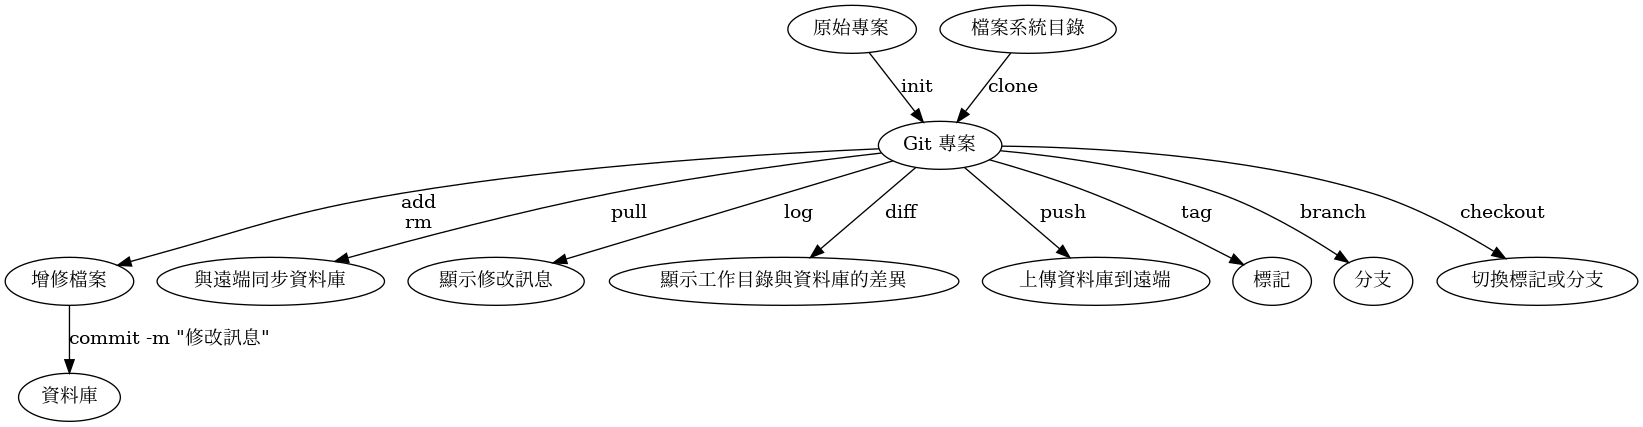 原始專案
檔案系統目錄
init
clone
Git 專案
add
rm
pull
log
diff
push
tag
branch
checkout
增修檔案
與遠端同步資料庫
顯示修改訊息
顯示工作目錄與資料庫的差異
上傳資料庫到遠端
標記
分支
切換標記或分支
commit -m "修改訊息"
資料庫